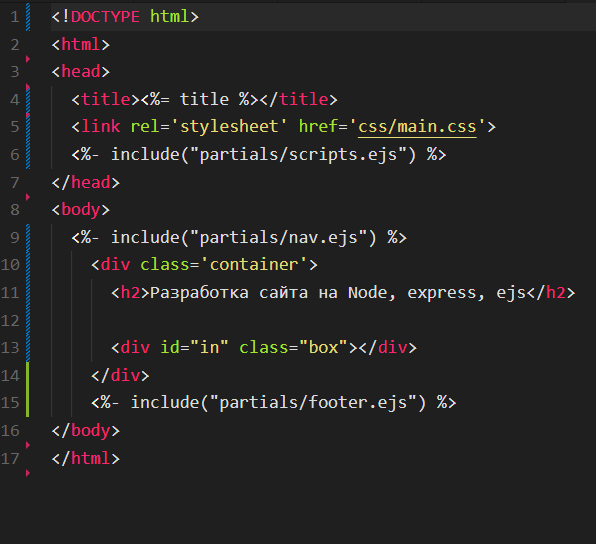 1 <!DOCTYPE html>
2 <html>
3 <head>
4 <title><%= title %></title>
5 <link rel='stylesheet' href='css/main.css'>
6 <%- include("partials/scripts.ejs") %>
7 </head>
8 <body>
9 <%- include("partials/nav.ejs") %>
10 <div class='container'>
11 <h2>Разработка сайта на Node, express, ejs</h2>
12
13 <div id="in" class="box"></div>
14 </div>
15 <%- include("partials/footer.ejs") %>
16 </body>
17 </html>